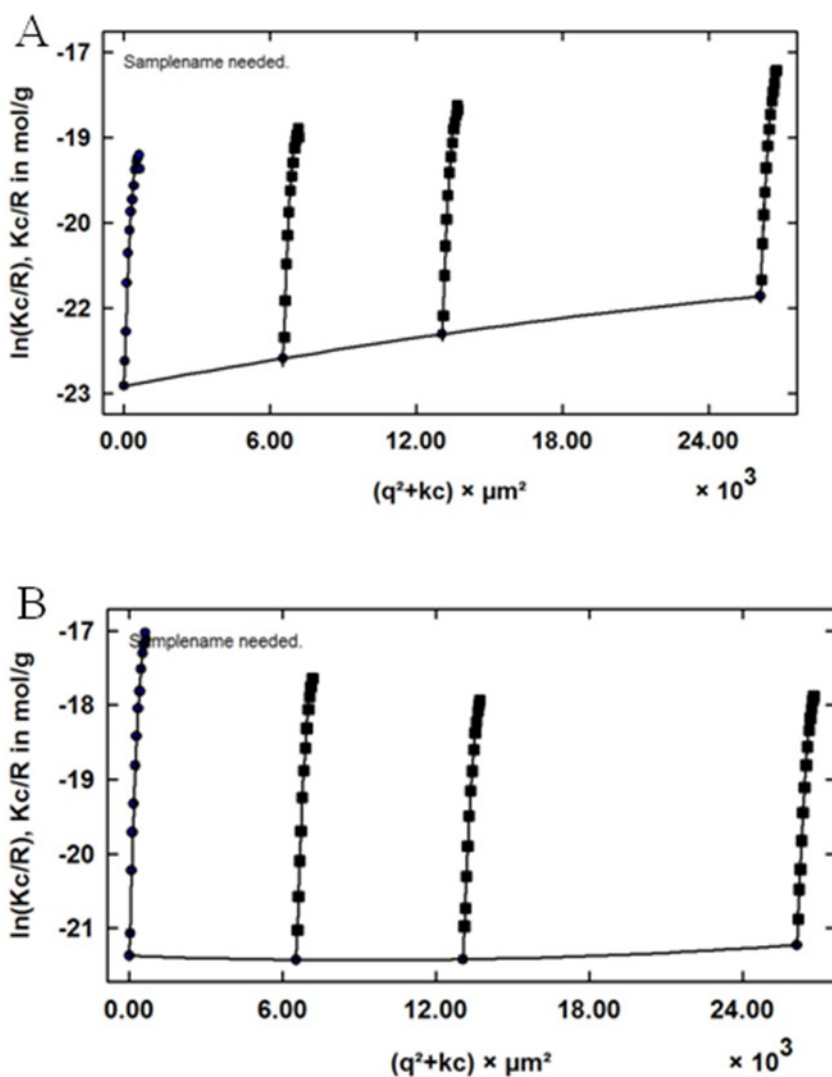 A
Samplename needed.
ln(Kc/R), Kc/R in mol/g
-17
-19
-20
-22
-23
0.00 6.00 12.00 18.00 24.00
(q²+kc) × μm² × 10³
B
Samplename needed.
ln(Kc/R), Kc/R in mol/g
-17
-18
-19
-20
-21
0.00 6.00 12.00 18.00 24.00
(q²+kc) × μm² × 10³